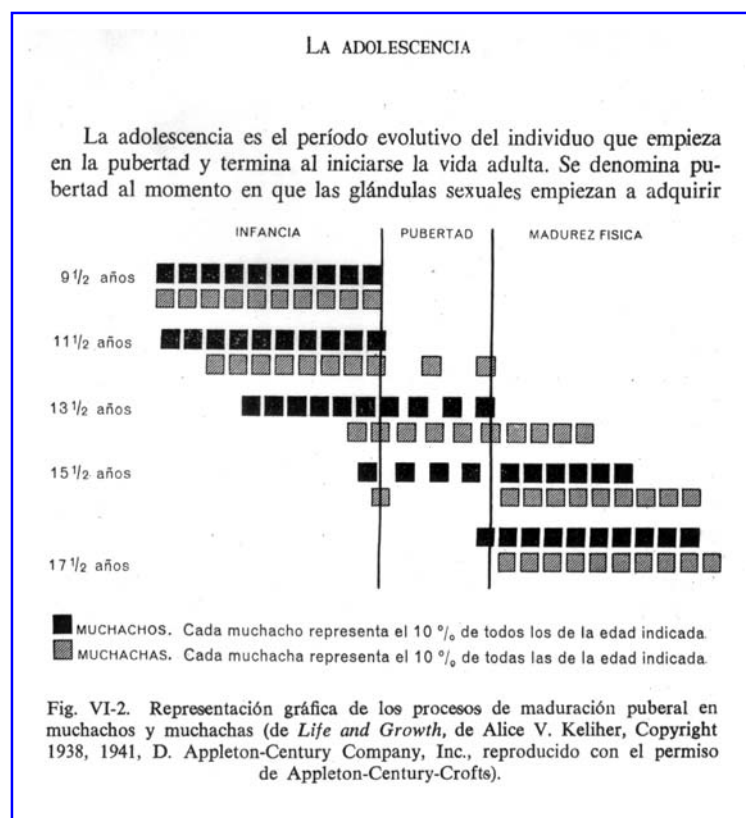 LA ADOLESCENCIA
La adolescencia es el período evolutivo del individuo que empieza
en la pubertad y termina al iniciarse la vida adulta. Se denomina pu-
bertad al momento en que las glándulas sexuales empiezan a adquirir
INFANCIA PUBERTAD MADUREZ FISICA
9 1/2 años
11 1/2 años
13 1/2 años
15 1/2 años
17 1/2 años
MUCHACHOS. Cada muchacho representa el 10 % de todos los de la edad indicada.
MUCHACHAS. Cada muchacha representa el 10 % de todas las de la edad indicada.
Fig. VI-2. Representación gráfica de los procesos de maduración puberal en
muchachos y muchachas (de Life and Growth, de Alice V. Keliher, Copyright
1938, 1941, D. Appleton-Century Company, Inc., reproducido con el permiso
de Appleton-Century-Crofts).